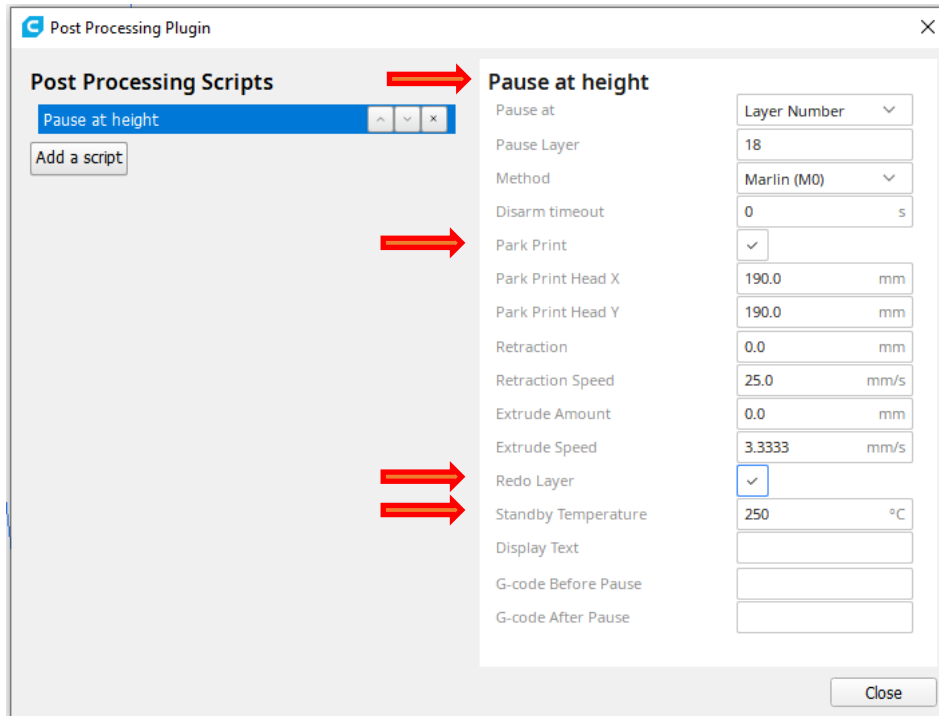 Post Processing Plugin
Post Processing Scripts
Pause at height
Add a script
Pause at height
Pause at Layer Number
Pause Layer 18
Method Marlin (M0)
Disarm timeout 0 s
Park Print
Park Print Head X 190.0 mm
Park Print Head Y 190.0 mm
Retraction 0.0 mm
Retraction Speed 25.0 mm/s
Extrude Amount 0.0 mm
Extrude Speed 3.3333 mm/s
Redo Layer
Standby Temperature 250 °C
Display Text
G-code Before Pause
G-code After Pause
Close